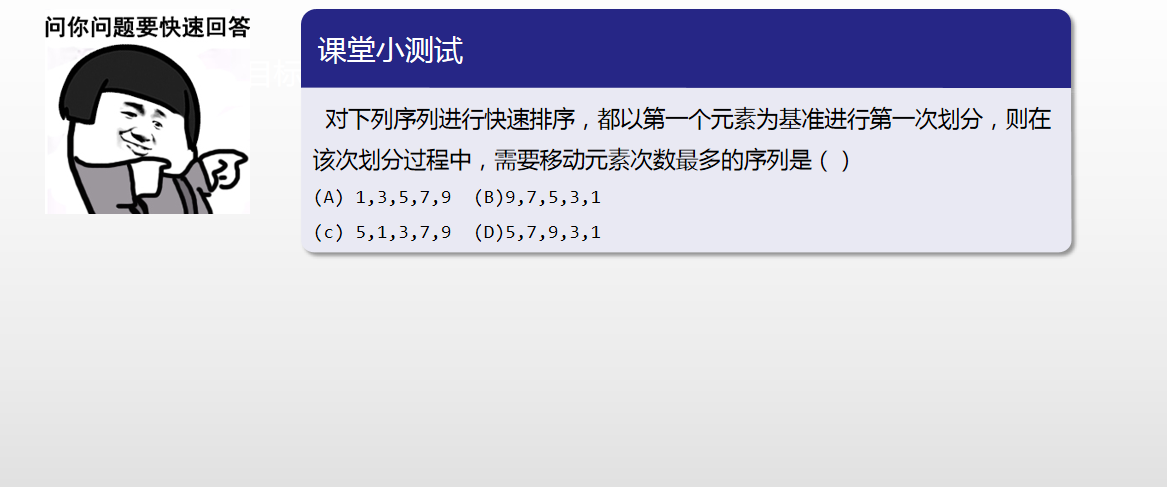 问你问题要快速回答
目标
课堂小测试
对下列序列进行快速排序，都以第一个元素为基准进行第一次划分，则在
该次划分过程中，需要移动元素次数最多的序列是（ ）
(A) 1,3,5,7,9 (B)9,7,5,3,1
(c) 5,1,3,7,9 (D)5,7,9,3,1